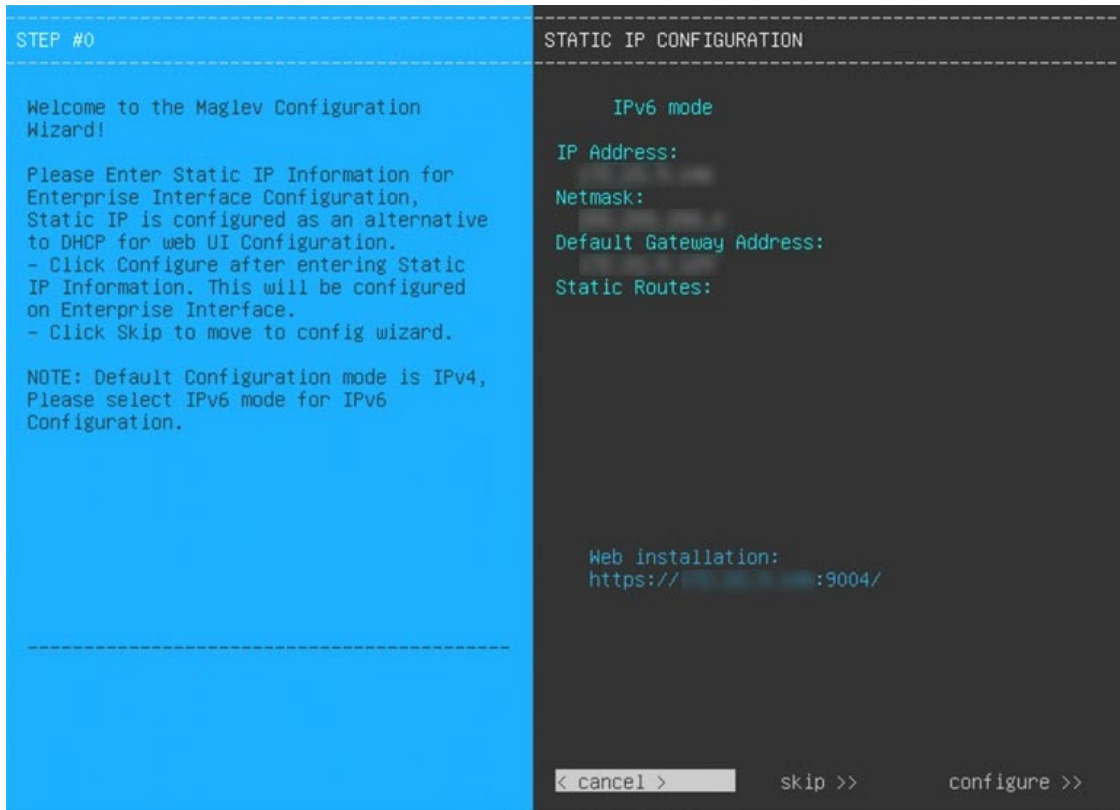 STEP #0
Welcome to the Maglev Configuration
Wizard!
Please Enter Static IP Information for
Enterprise Interface Configuration,
Static IP is configured as an alternative
to DHCP for web UI Configuration.
- Click Configure after entering Static
IP Information. This will be configured
on Enterprise Interface.
- Click Skip to move to config wizard.
NOTE: Default Configuration mode is IPv4,
Please select IPv6 mode for IPv6
Configuration.
STATIC IP CONFIGURATION
IPv6 mode
IP Address:
Netmask:
Default Gateway Address:
Static Routes:
Web installation:
https:// :9004/
< cancel > skip >> configure >>